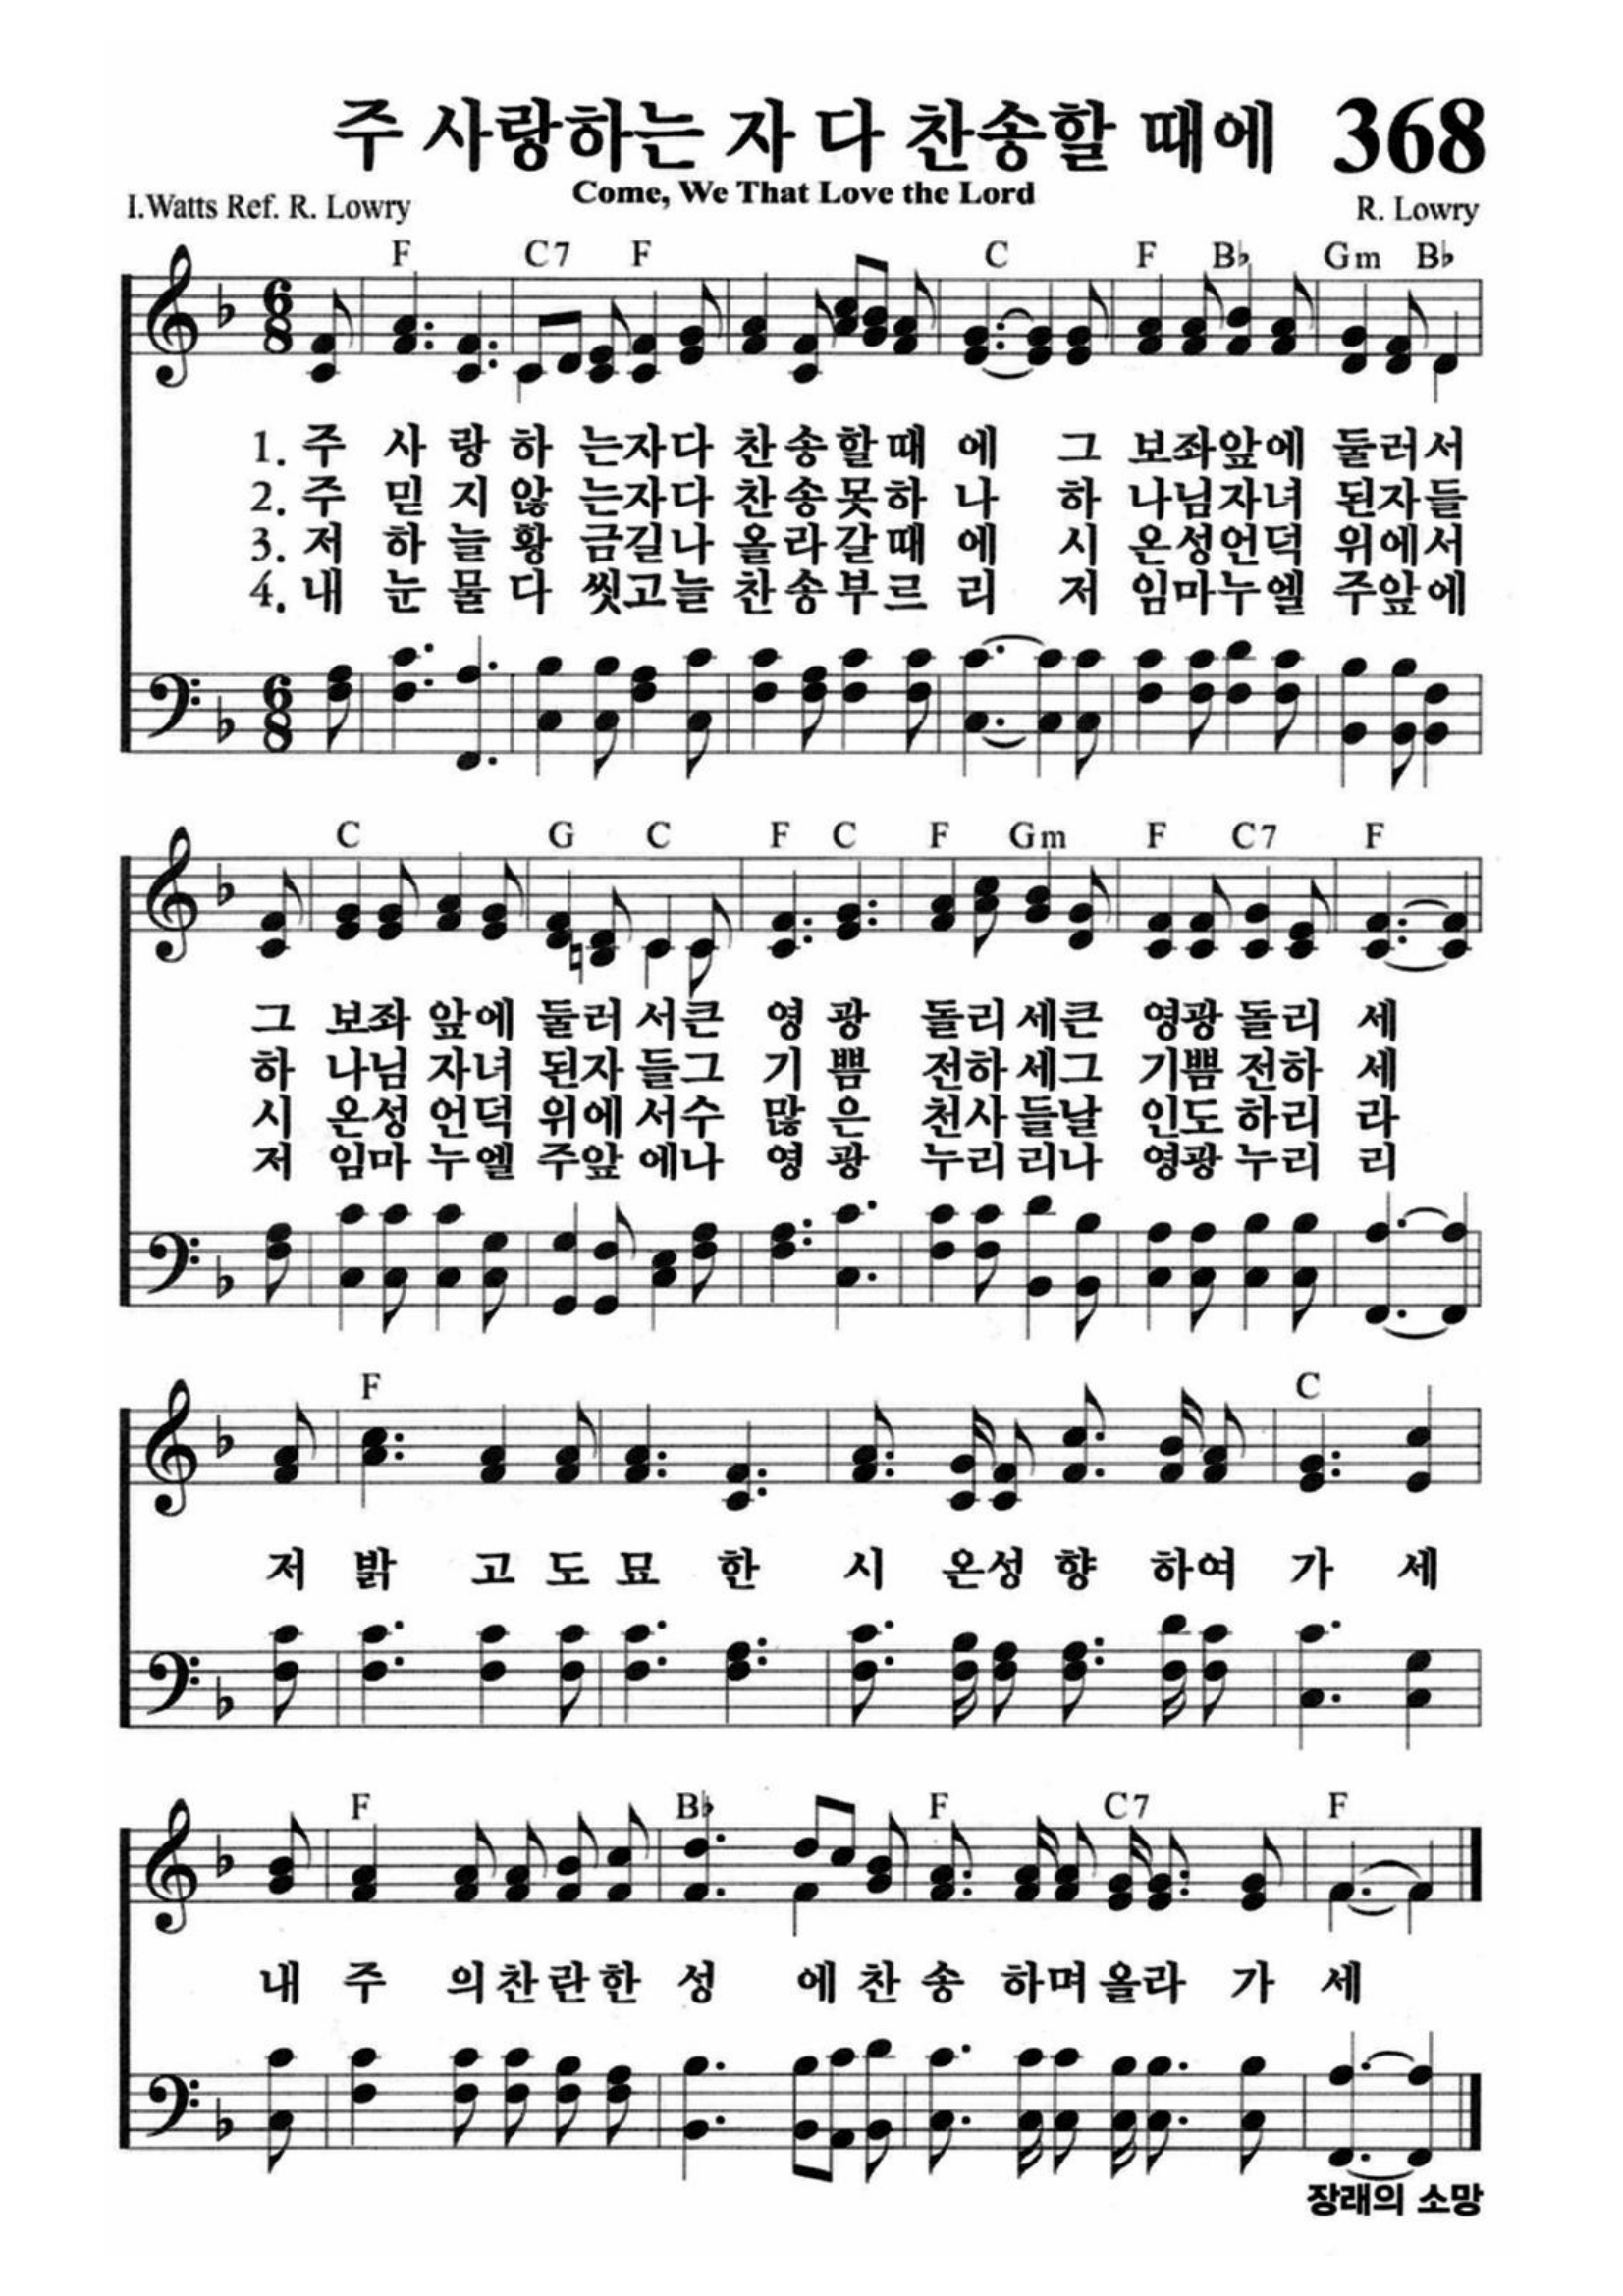 주 사랑하는 자 다 찬송할 때에 368
Come, We That Love the Lord
I.Watts Ref. R. Lowry R. Lowry
F C7 F C F B♭ Gm B♭
6 8
1. 주 사 랑 하 는자다 찬송할때 에 그 보좌앞에 둘러서
2. 주 믿 지 않 는자다 찬송못하 나 하 나님자녀 된자들
3. 저 하 늘 황 금길나 올라갈때 에 시 온성언덕 위에서
4. 내 눈 물 다 씻고늘 찬송부르 리 저 임마누엘 주앞에
6 8
C G C F C F Gm F C7 F
그 보좌 앞에 둘러 서큰 영 광 돌리 세큰 영광 돌리 세
하 나님 자녀 된자 들그 기 쁨 전하 세그 기쁨 전하 세
시 온성 언덕 위에 서수 많 은 천사 들날 인도 하리 라
저 임마 누엘 주앞 에나 영 광 누리 리나 영광 누리 리
F C
저 밝 고 도 묘 한 시 온성 향 하여 가 세
F B♭ F C7 F
내 주 의찬란한 성 에찬 송 하며올라 가 세
장래의 소망